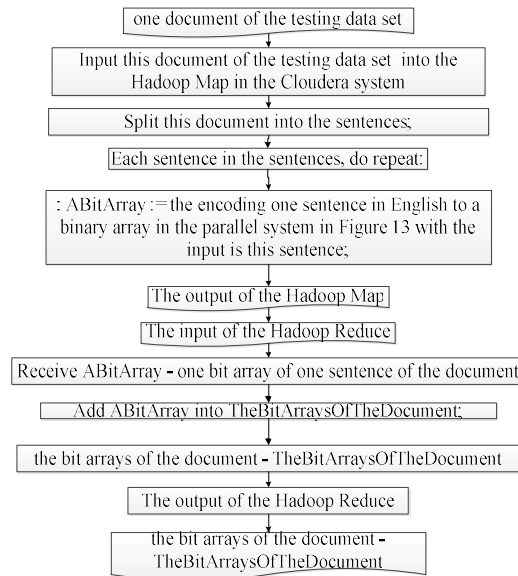 one document of the testing data set
Input this document of the testing data set into the
Hadoop Map in the Cloudera system
Split this document into the sentences;
Each sentence in the sentences, do repeat:
: ABitArray := the encoding one sentence in English to a
binary array in the parallel system in Figure 13 with the
input is this sentence;
The output of the Hadoop Map
The input of the Hadoop Reduce
Receive ABitArray - one bit array of one sentence of the document
Add ABitArray into TheBitArraysOfTheDocument;
the bit arrays of the document - TheBitArraysOfTheDocument
The output of the Hadoop Reduce
the bit arrays of the document -
TheBitArraysOfTheDocument